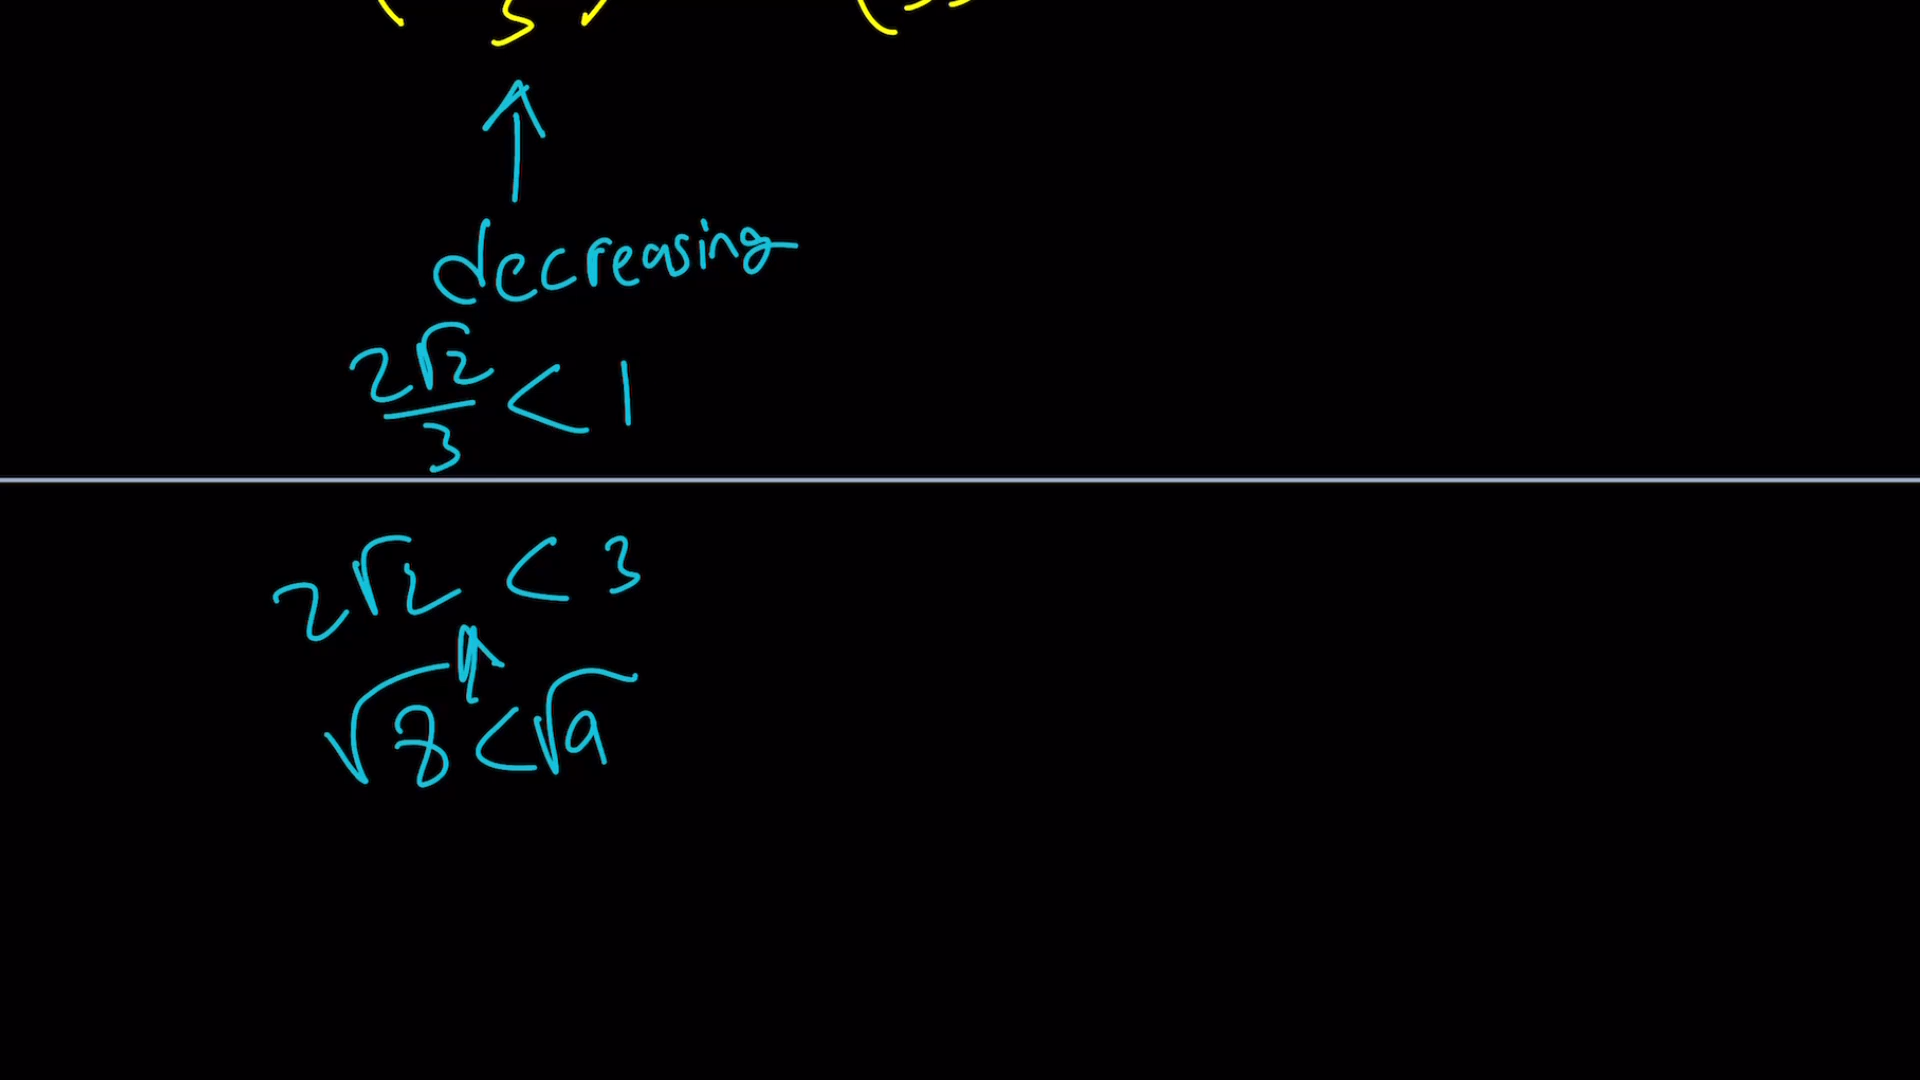 decreasing
2√2/3 < 1
2√2 < 3
√8 < √9